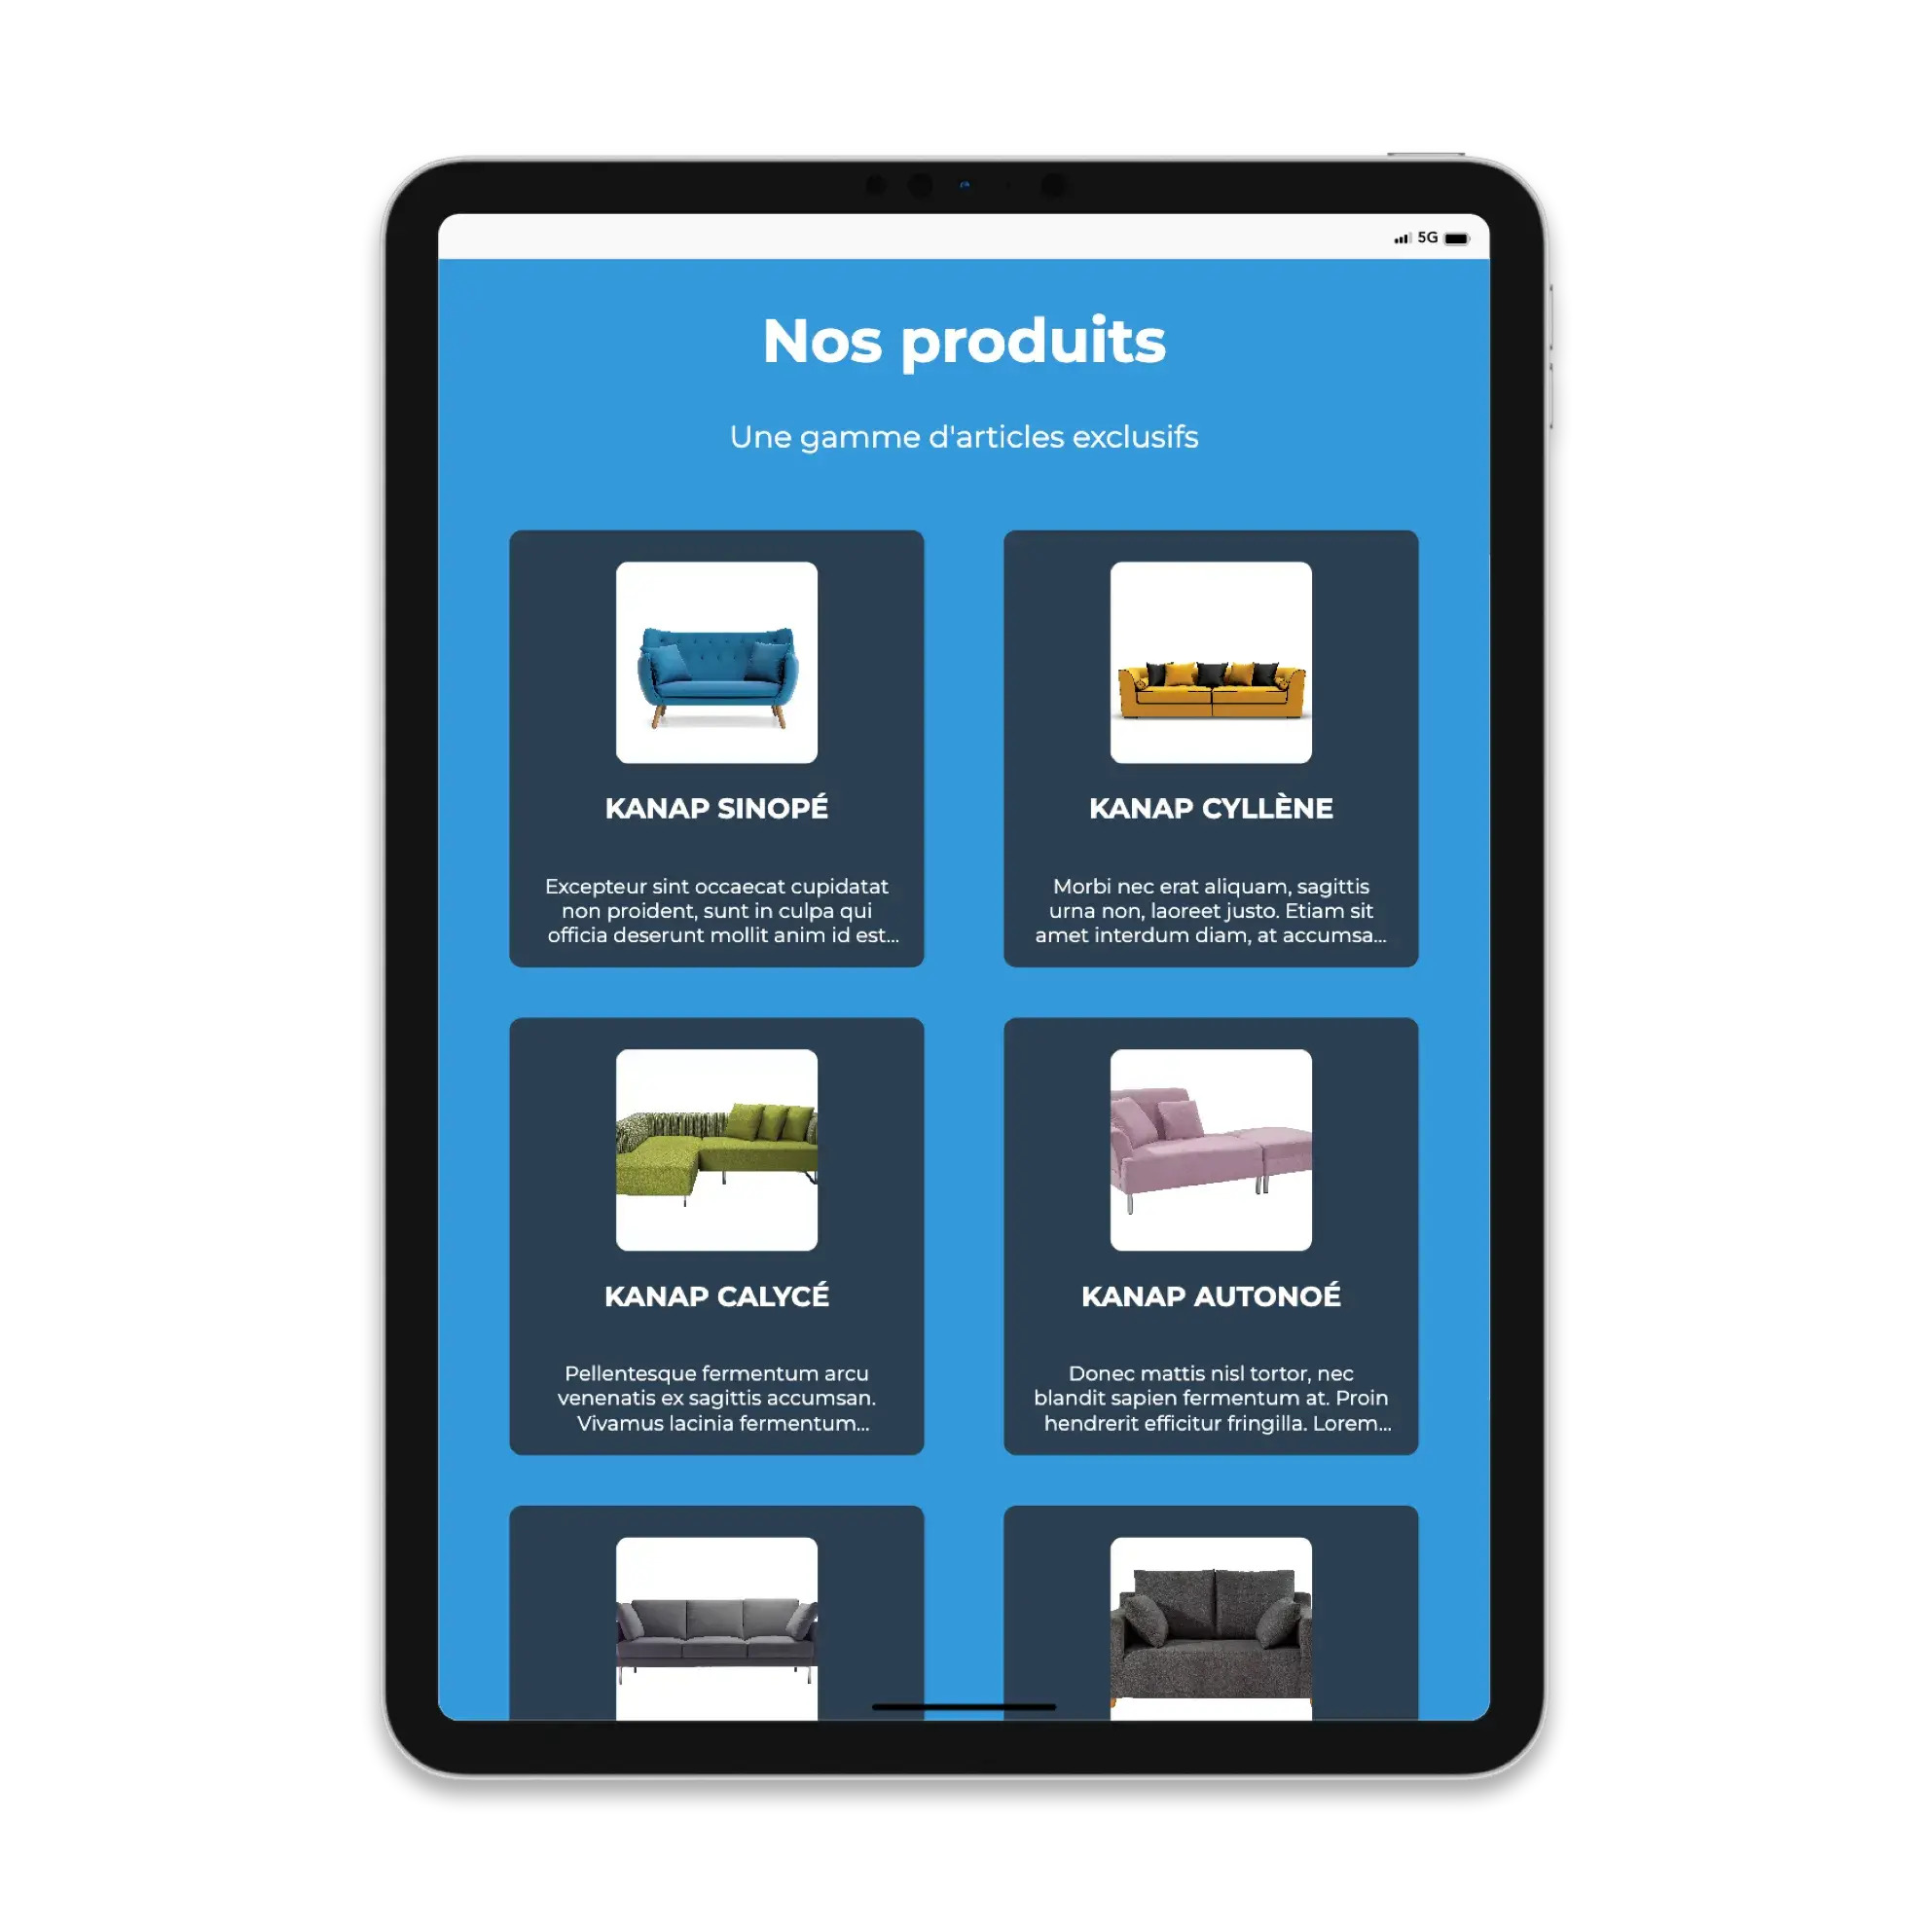 5G
Nos produits
Une gamme d'articles exclusifs
KANAP SINOPÉ
Excepteur sint occaecat cupidatat
non proident, sunt in culpa qui
officia deserunt mollit anim id est...
KANAP CYLLÈNE
Morbi nec erat aliquam, sagittis
urna non, laoreet justo. Etiam sit
amet interdum diam, at accumsa...
KANAP CALYCÉ
Pellentesque fermentum arcu
venenatis ex sagittis accumsan.
Vivamus lacinia fermentum...
KANAP AUTONOÉ
Donec mattis nisl tortor, nec
blandit sapien fermentum at. Proin
hendrerit efficitur fringilla. Lorem...